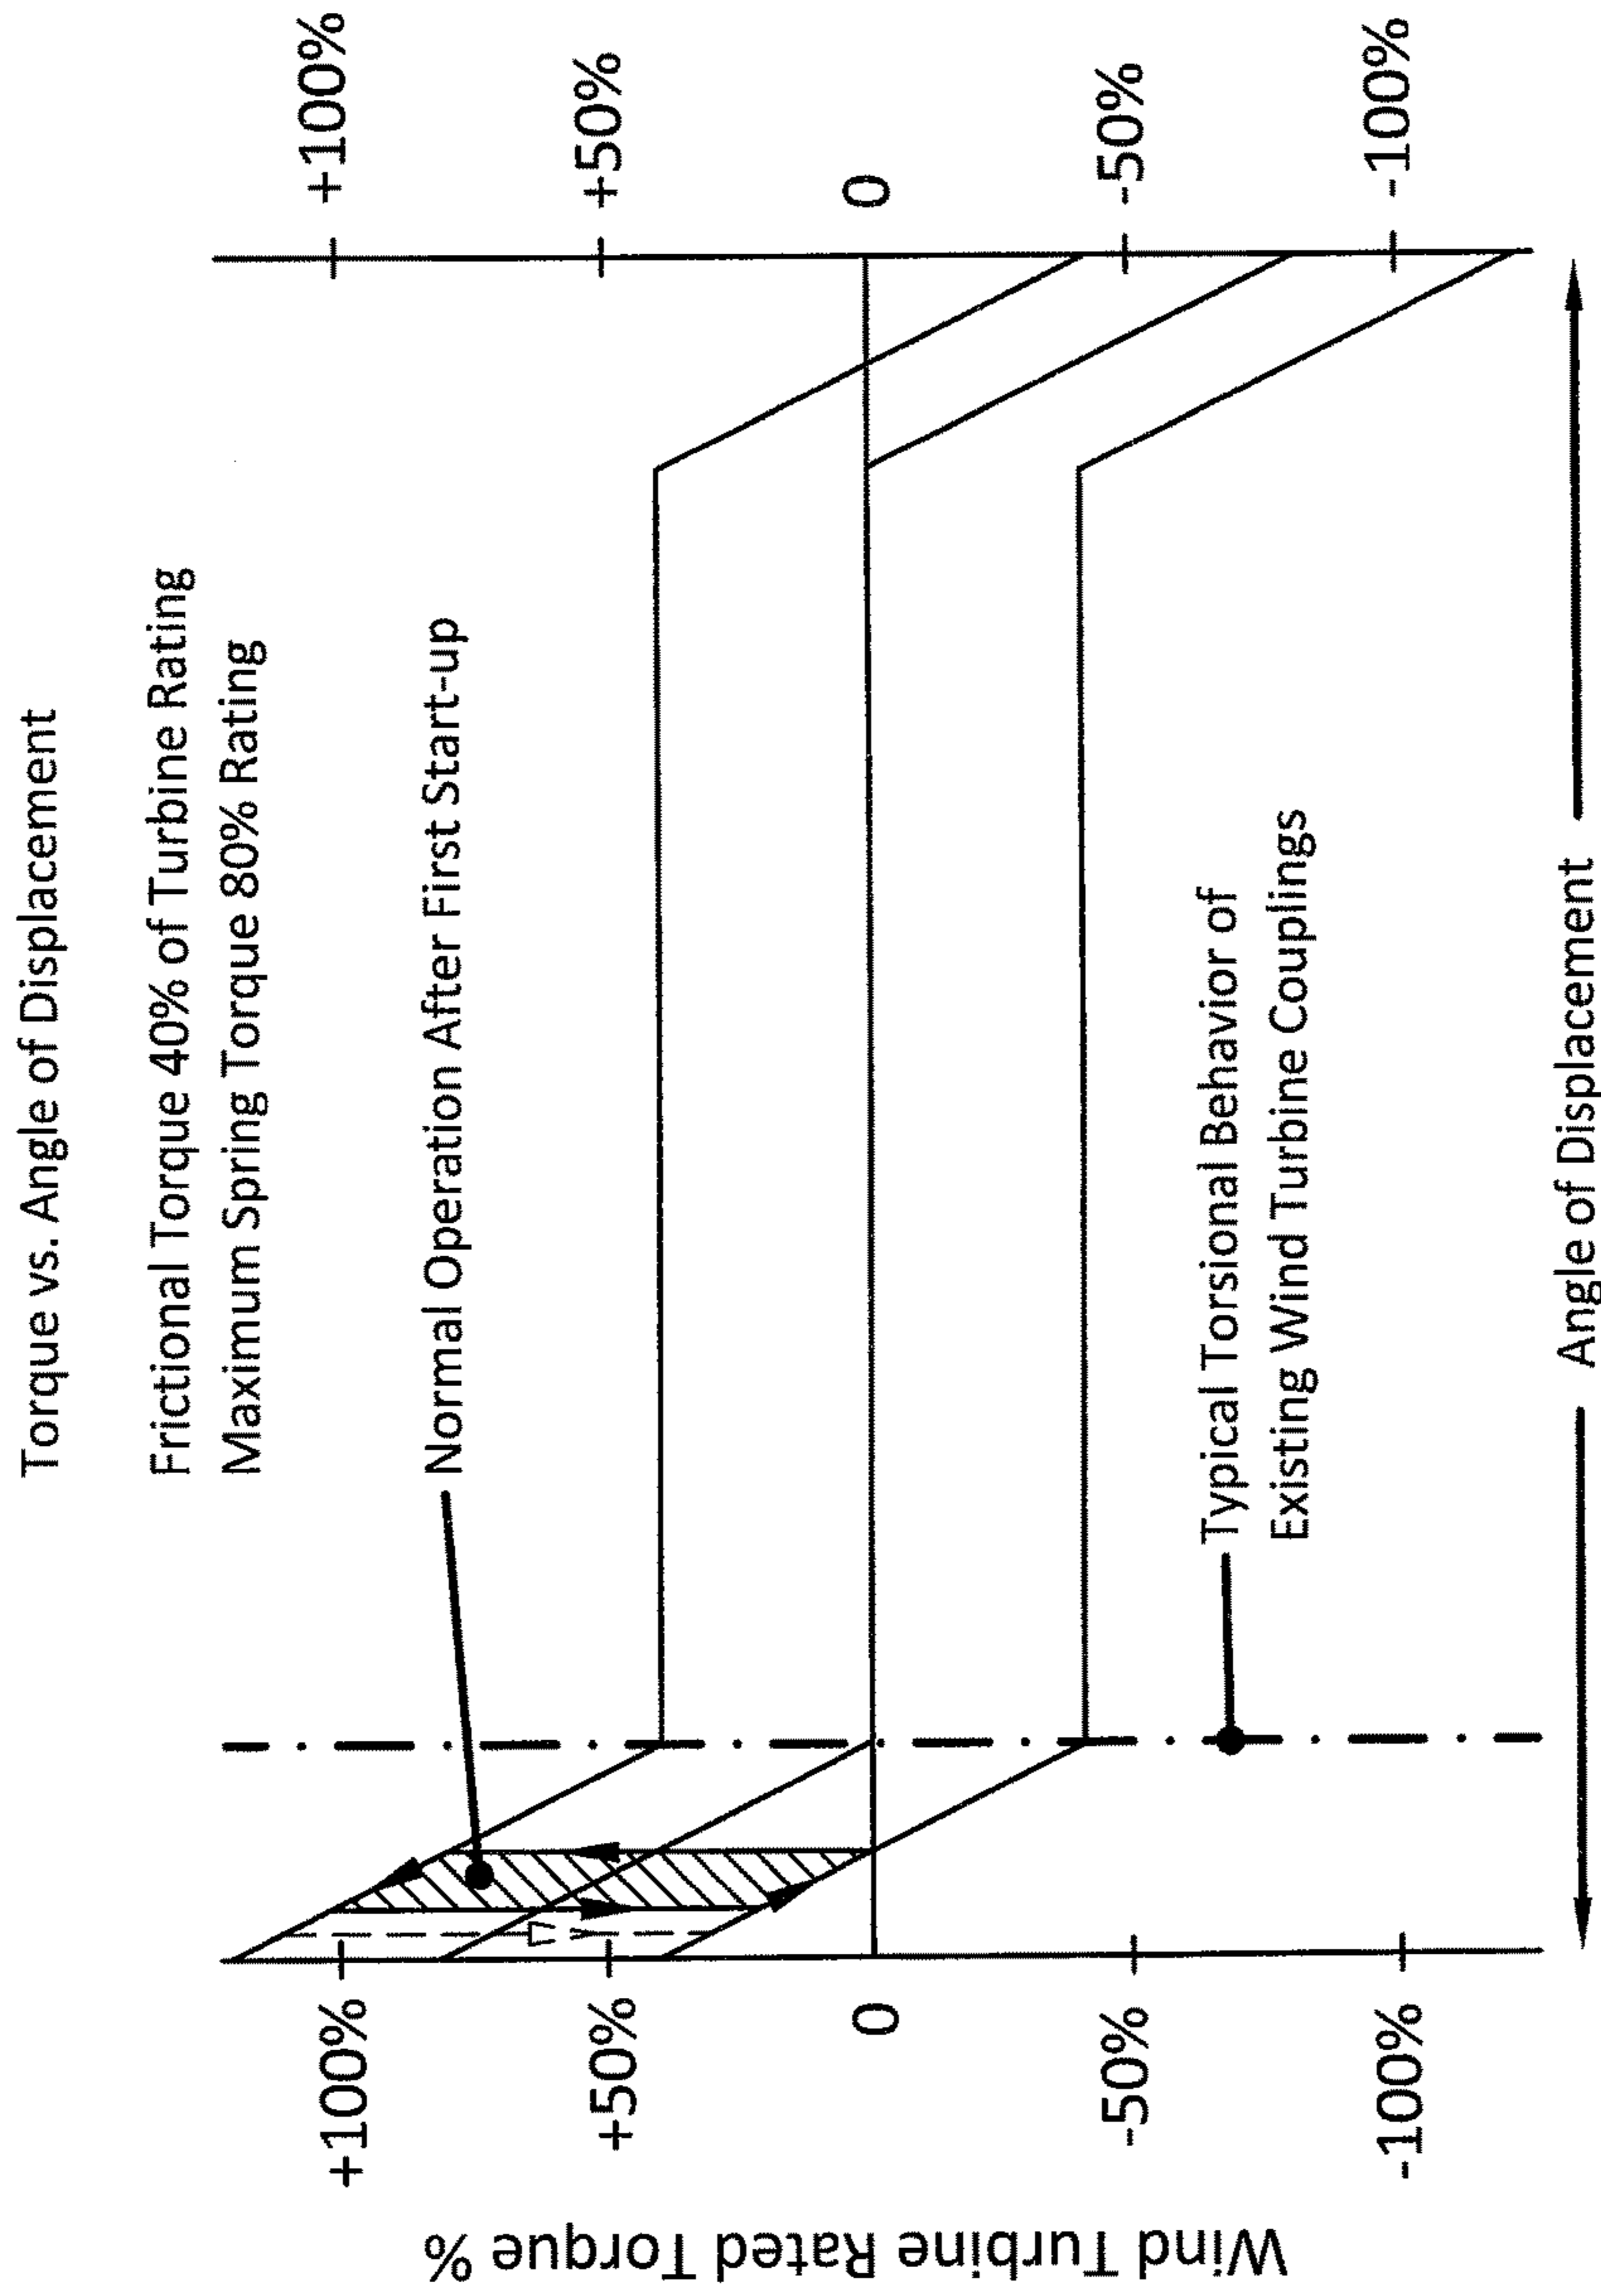 Torque vs. Angle of Displacement
Frictional Torque 40% of Turbine Rating
Maximum Spring Torque 80% Rating
Normal Operation After First Start-up
+100%
+50%
0
-50%
-100%
Wind Turbine Rated Torque %
+100%
+50%
0
-50%
-100%
Typical Torsional Behavior of
Existing Wind Turbine Couplings
Angle of Displacement